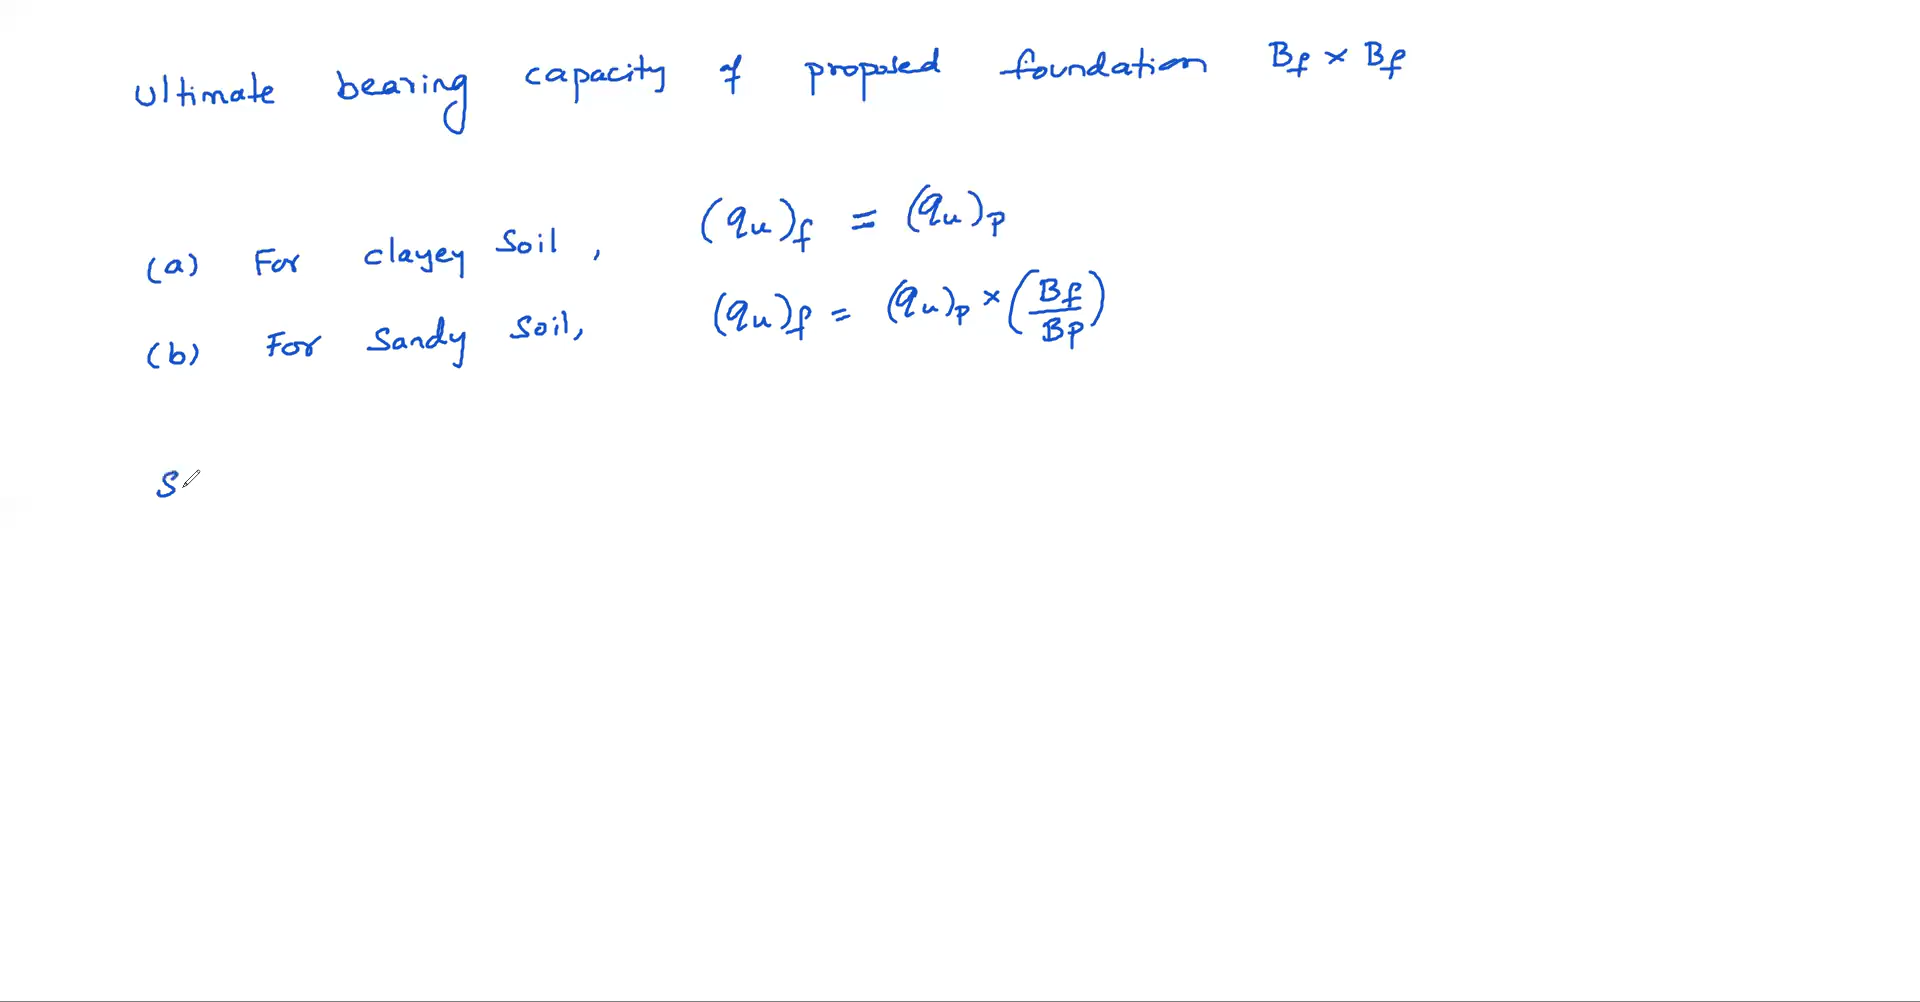 Ultimate bearing capacity of proposed foundation Bf × Bf
(a) For clayey Soil, (qu)f = (qu)p
(b) For Sandy Soil, (qu)f = (qu)p × (Bf/Bp)
S